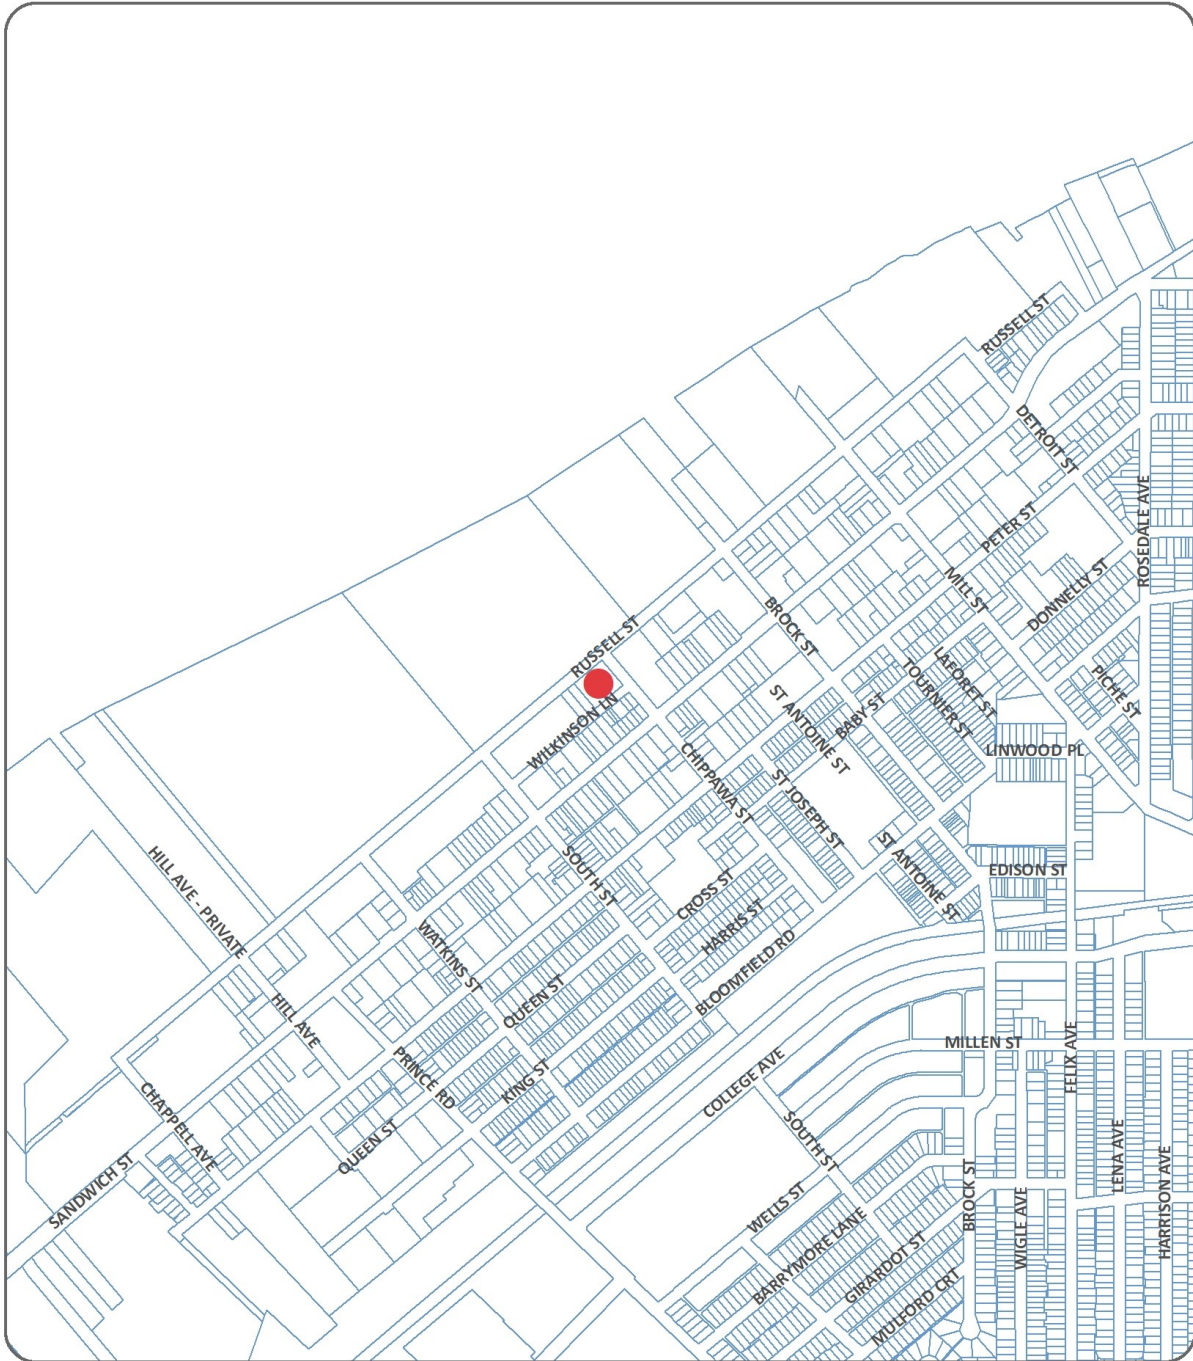 RUSSELL ST
DETROIT ST
ROSEDALE AVE
PETER ST
MILL ST
DONNELLY ST
BROCK ST
RUSSELL ST
LAFORET ST
TOURNIER ST
PICHE ST
WILKINSON LN
ST ANTOINE ST
BABY ST
LINWOOD PL
CHIPPAWA ST
ST JOSEPH ST
HILL AVE - PRIVATE
SOUTH ST
CROSS ST
ST ANTOINE ST
EDISON ST
HARRIS ST
WATKINS ST
BLOOMFIELD RD
QUEEN ST
HILL AVE
MILLEN ST
FELIX AVE
PRINCE RD
KING ST
COLLEGE AVE
CHAPPELL AVE
QUEEN ST
SOUTH ST
LENA AVE
SANDWICH ST
BROCK ST
HARRISON AVE
WELLS ST
WIGLE AVE
BARRYMORE LANE
GIRARDOT ST
MULFORD CRT